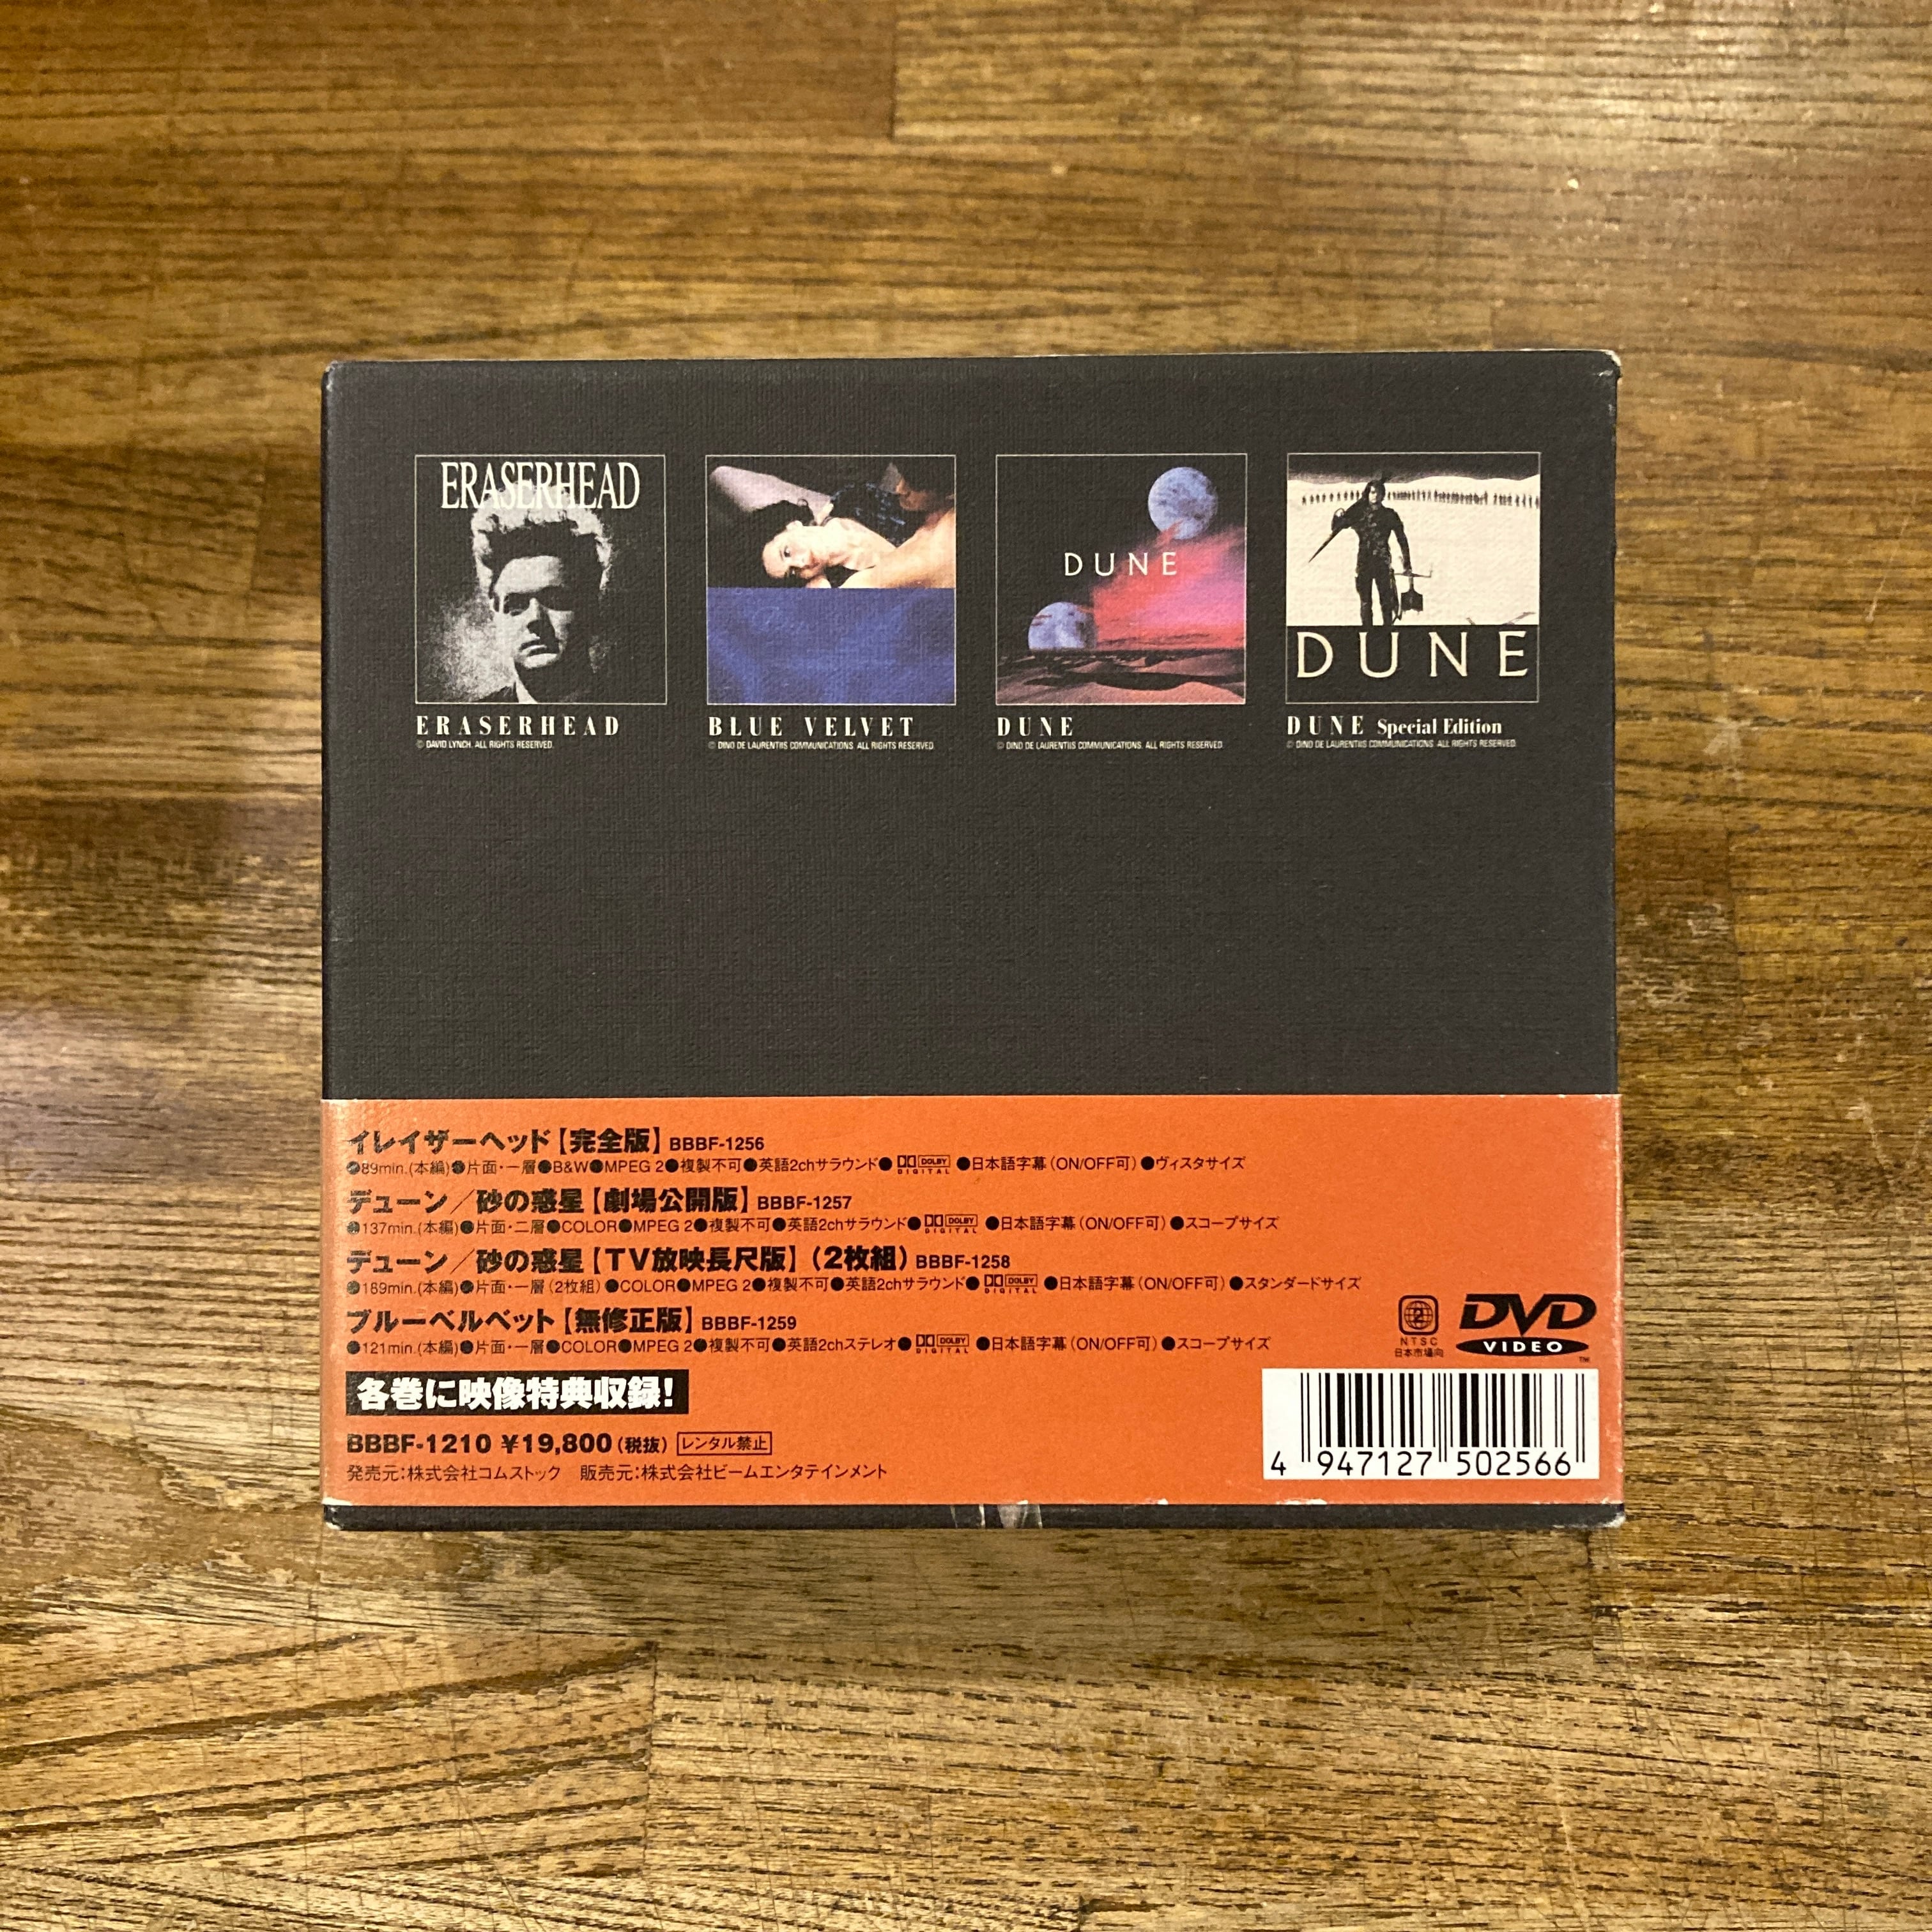 ERASERHEAD
DUNE
DUNE
ERASERHEAD
© DAVID LYNCH. ALL RIGHTS RESERVED.
BLUE VELVET
© DINO DE LAURENTIIS COMMUNICATIONS. ALL RIGHTS RESERVED.
DUNE
© DINO DE LAURENTIIS COMMUNICATIONS. ALL RIGHTS RESERVED.
DUNE Special Edition
© DINO DE LAURENTIIS COMMUNICATIONS. ALL RIGHTS RESERVED.
イレイザーヘッド【完全版】BBBF-1256
●89min.(本編)●片面・一層●B&W●MPEG 2●複製不可●英語2chサラウンド●DOLBY DIGITAL ●日本語字幕(ON/OFF可)●ヴィスタサイズ
デューン/砂の惑星【劇場公開版】BBBF-1257
●137min.(本編)●片面・二層●COLOR●MPEG 2●複製不可●英語2chサラウンド●DOLBY DIGITAL ●日本語字幕(ON/OFF可)●スコープサイズ
デューン/砂の惑星【TV放映長尺版】(2枚組)BBBF-1258
●189min.(本編)●片面・一層(2枚組)●COLOR●MPEG 2●複製不可●英語2chサラウンド●DOLBY DIGITAL ●日本語字幕(ON/OFF可)●スタンダードサイズ
ブルーベルベット【無修正版】BBBF-1259
●121min.(本編)●片面・一層●COLOR●MPEG 2●複製不可●英語2chステレオ●DOLBY DIGITAL ●日本語字幕(ON/OFF可)●スコープサイズ
2
NTSC
日本市場向
DVD
VIDEO
TM
各巻に映像特典収録!
BBBF-1210 ¥19,800(税抜) レンタル禁止
発売元:株式会社コムストック 販売元:株式会社ビームエンタテインメント
4 947127 502566